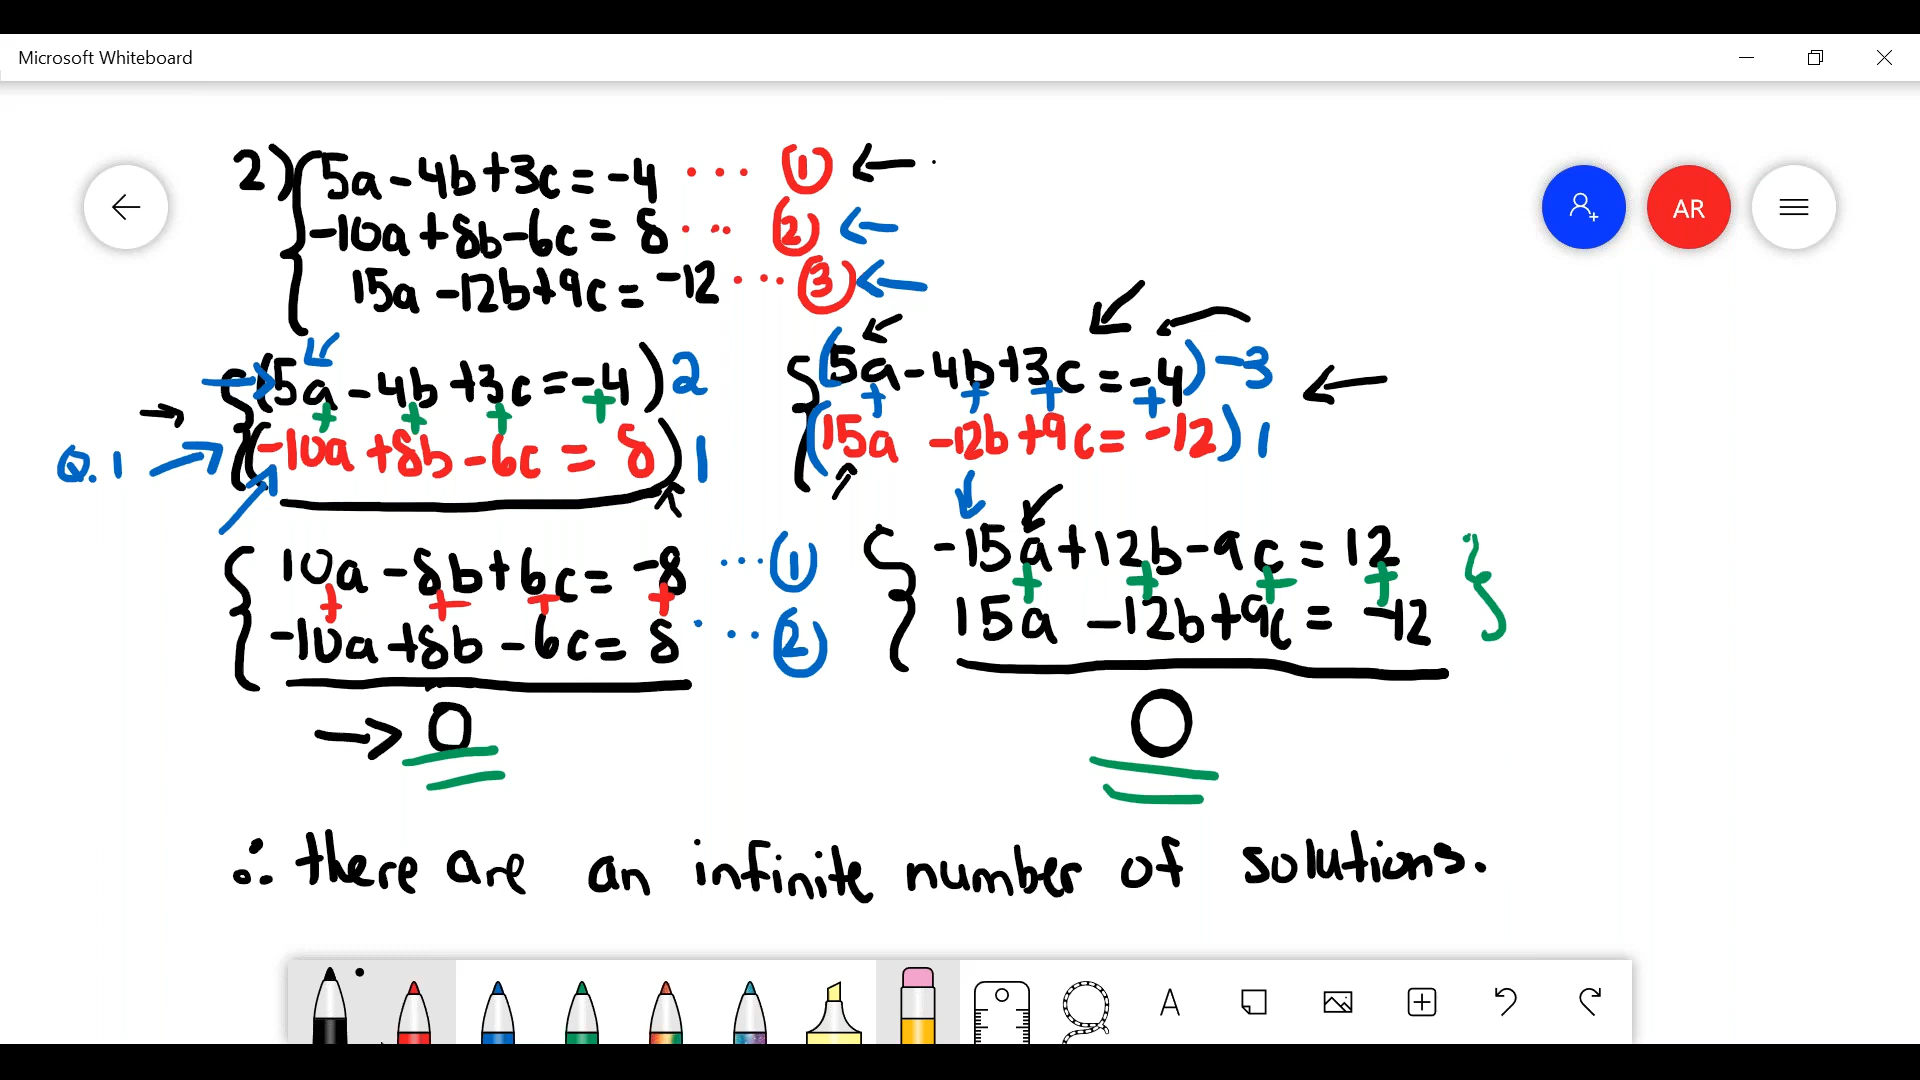 Microsoft Whiteboard
2) 5a - 4b + 3c = -4 ... ①
-10a + 8b - 6c = 8 ... ②
15a - 12b + 9c = -12 ... ③
AR
(5a - 4b + 3c = -4) 2
+ + + +
Q.1 (-10a + 8b - 6c = 8) 1
10a - 8b + 6c = -8 ... ①
+ + + +
-10a + 8b - 6c = 8 ... ②
0
(5a - 4b + 3c = -4) -3
+ + + +
(15a - 12b + 9c = -12) 1
-15a + 12b - 9c = 12
+ + + +
15a - 12b + 9c = -12
0
∴ there are an infinite number of solutions.
A